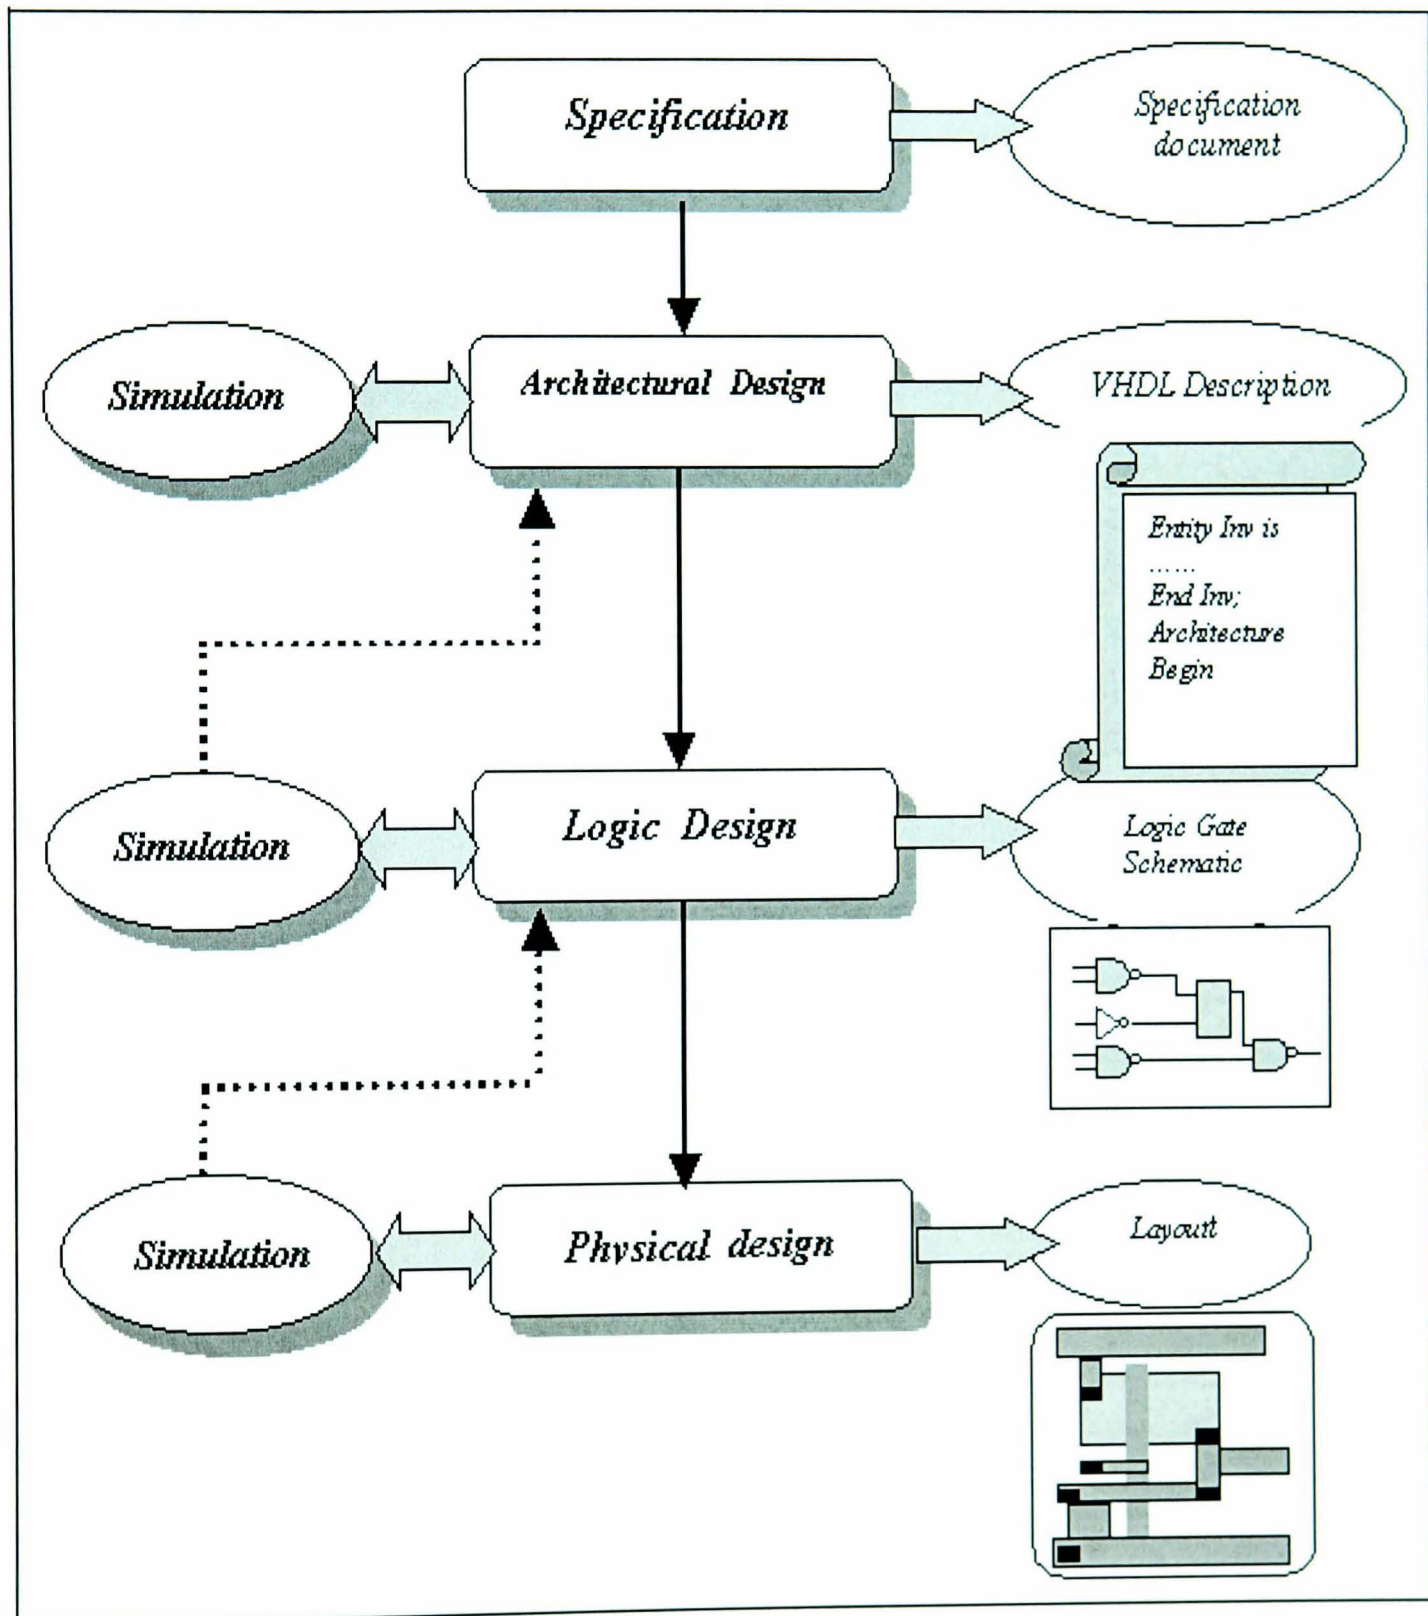 Specification
Specification
document
Simulation
Architectural Design
VHDL Description
Entity Inv is
......
End Inv;
Architecture
Begin
Simulation
Logic Design
Logic Gate
Schematic
Simulation
Physical design
Layout